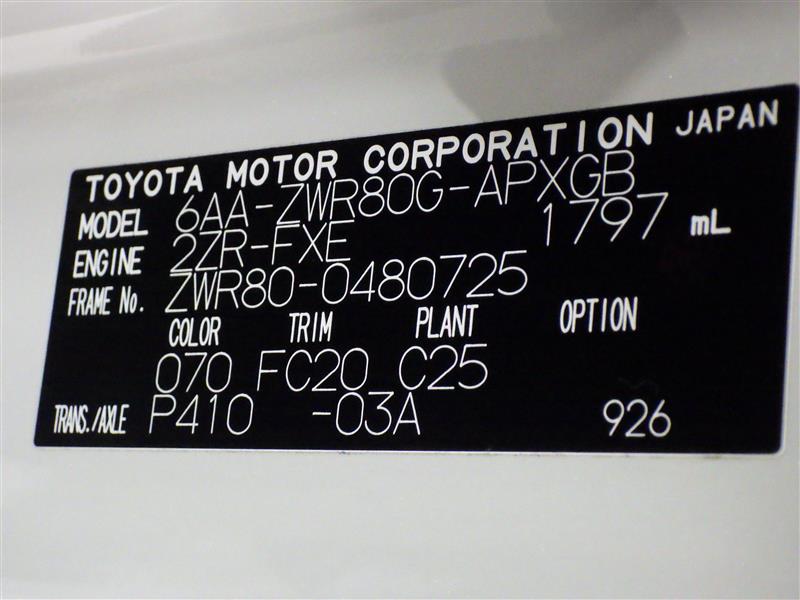 TOYOTA MOTOR CORPORATION JAPAN
MODEL 6AA-ZWR80G-APXGB
ENGINE 2ZR-FXE 1797 mL
FRAME No. ZWR80-0480725
COLOR TRIM PLANT OPTION
070 FC20 C25
TRANS./AXLE P410 -03A 926